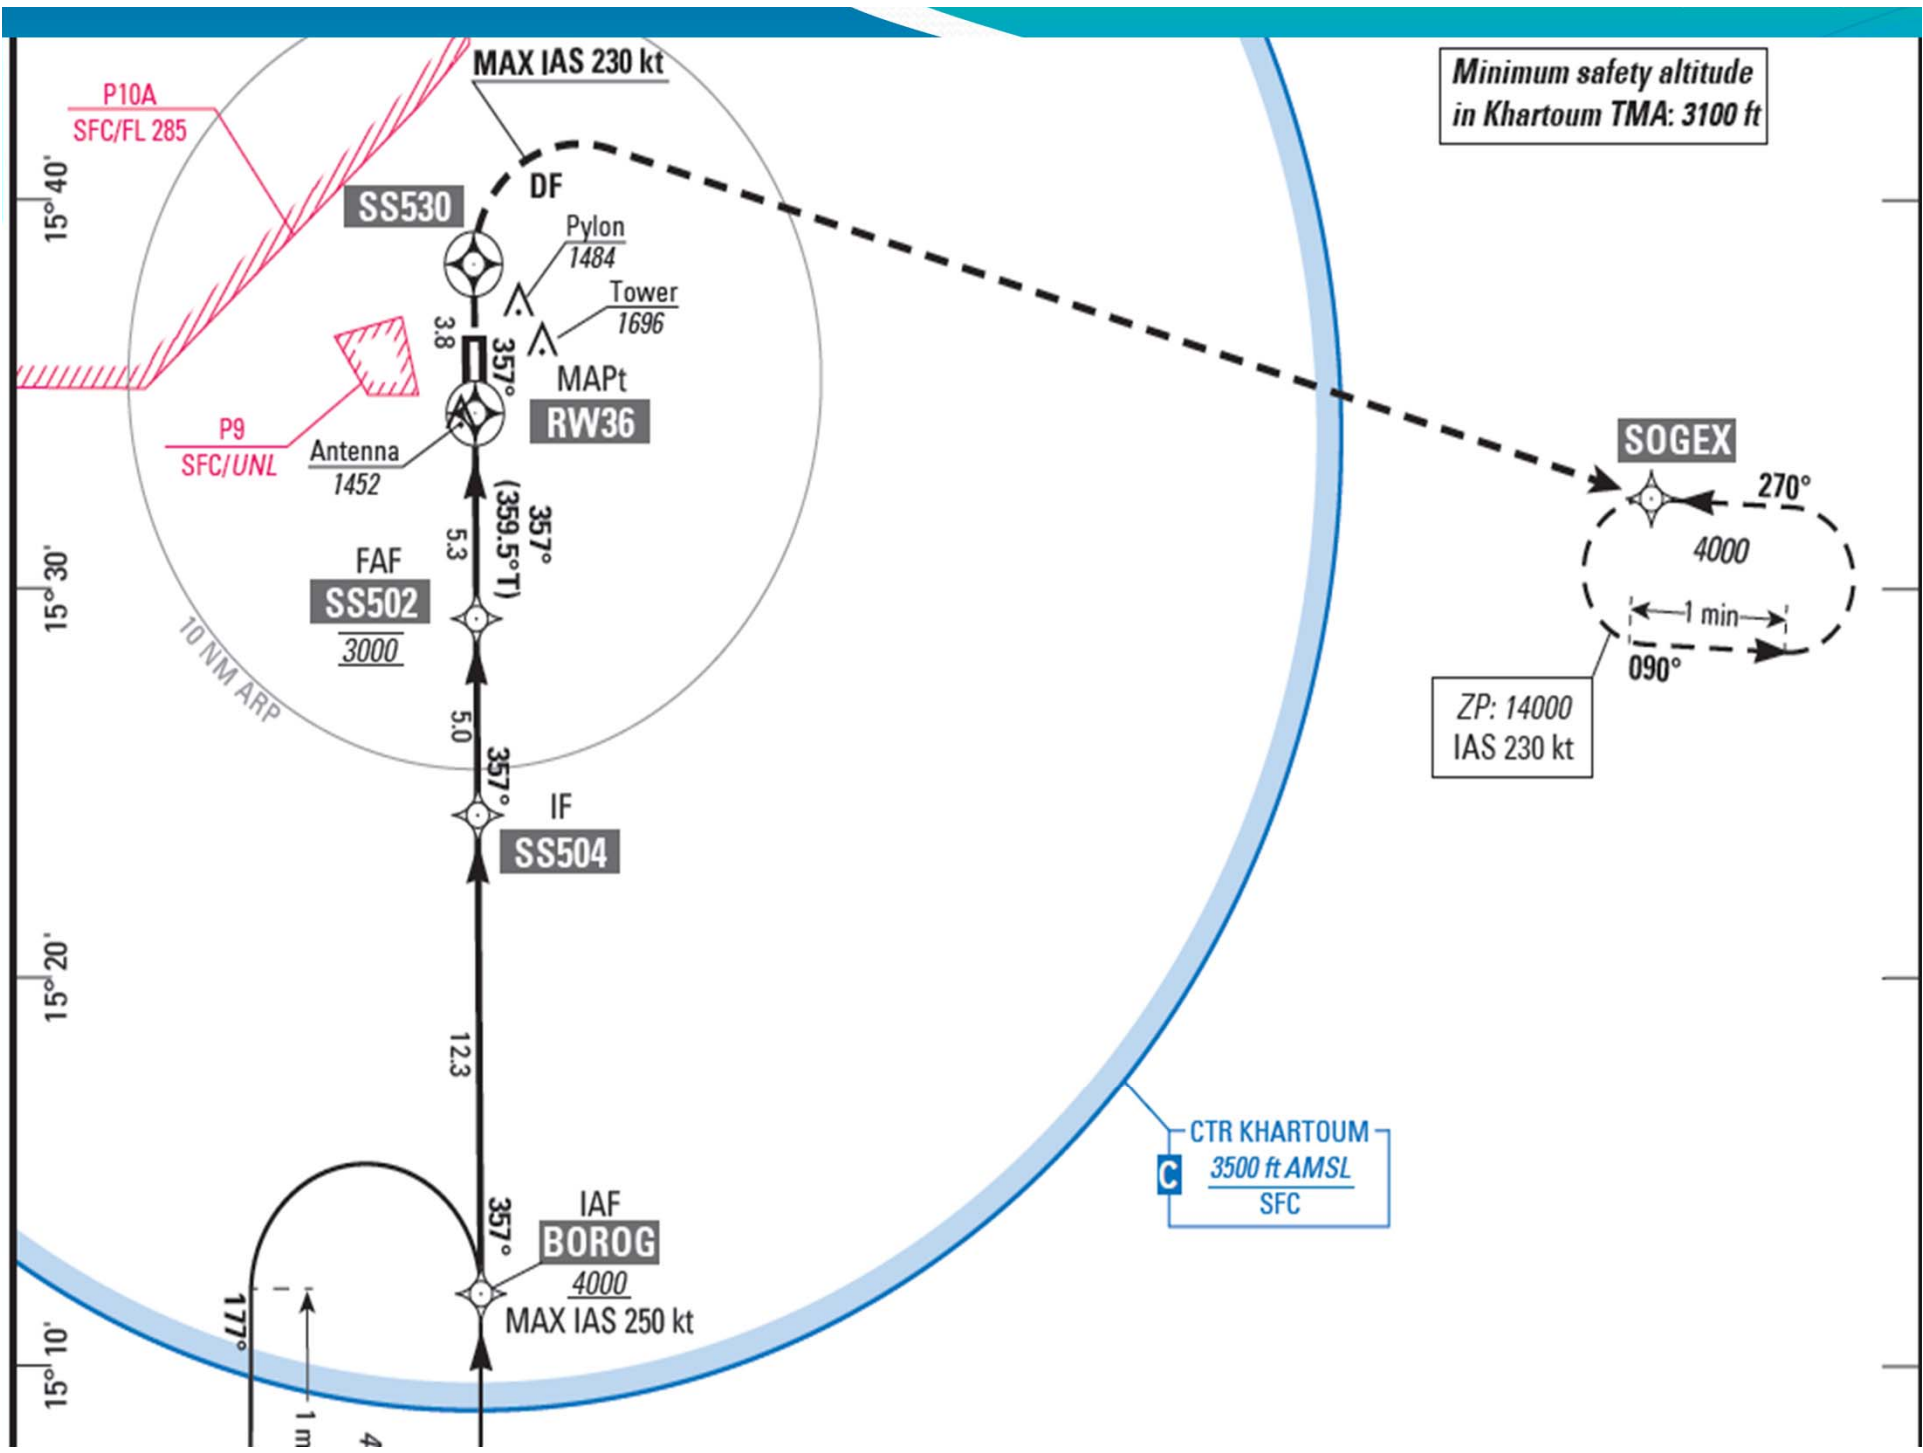 MAX IAS 230 kt
Minimum safety altitude
in Khartoum TMA: 3100 ft
P10A
SFC/FL 285
15° 40'
SS530
DF
Pylon
1484
Tower
1696
3.8
357°
MAPt
RW36
P9
SFC/UNL
Antenna
1452
SOGEX
270°
4000
1 min
090°
ZP: 14000
IAS 230 kt
357°
(359.5°T)
5.3
FAF
SS502
3000
15° 30'
10 NM ARP
5.0
357°
IF
SS504
15° 20'
12.3
CTR KHARTOUM
C
3500 ft AMSL
SFC
357°
IAF
BOROG
4000
MAX IAS 250 kt
177°
15° 10'
1 m
4